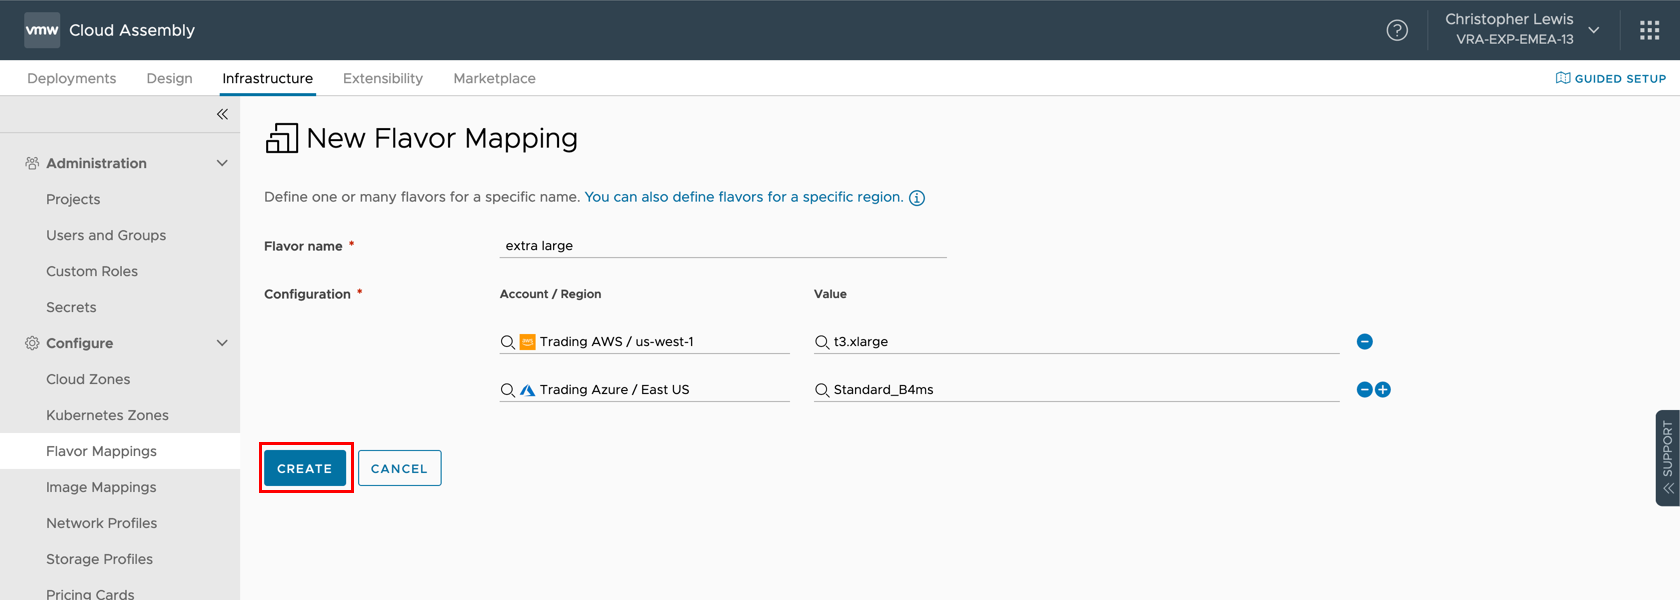 vmw Cloud Assembly
Christopher Lewis
VRA-EXP-EMEA-13
Deployments Design Infrastructure Extensibility Marketplace
GUIDED SETUP
Administration
Projects
Users and Groups
Custom Roles
Secrets
Configure
Cloud Zones
Kubernetes Zones
Flavor Mappings
Image Mappings
Network Profiles
Storage Profiles
Pricing Cards
New Flavor Mapping
Define one or many flavors for a specific name. You can also define flavors for a specific region.
Flavor name * extra large
Configuration * Account / Region Value
aws Trading AWS / us-west-1 t3.xlarge
Trading Azure / East US Standard_B4ms
CREATE CANCEL
SUPPORT